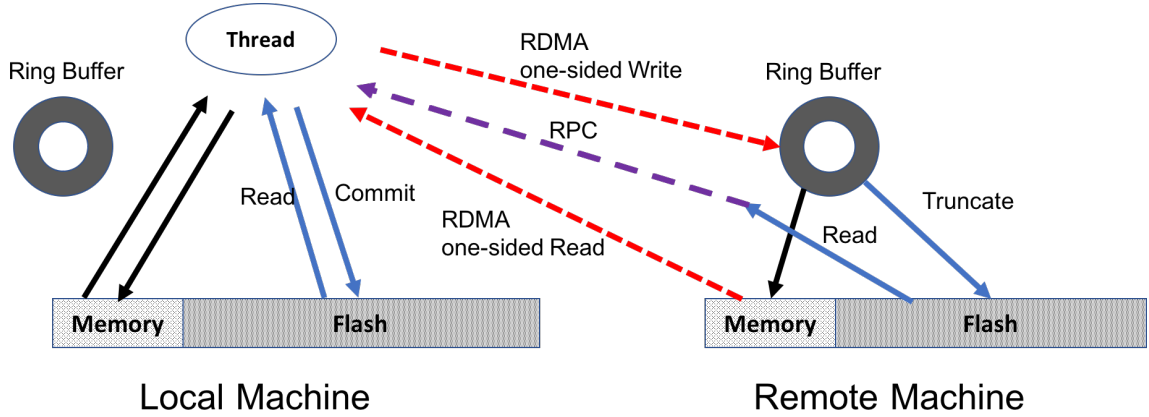 Thread
Ring Buffer
RDMA
one-sided Write
Ring Buffer
RPC
Read
Commit
RDMA
one-sided Read
Truncate
Read
Memory
Flash
Memory
Flash
Local Machine
Remote Machine